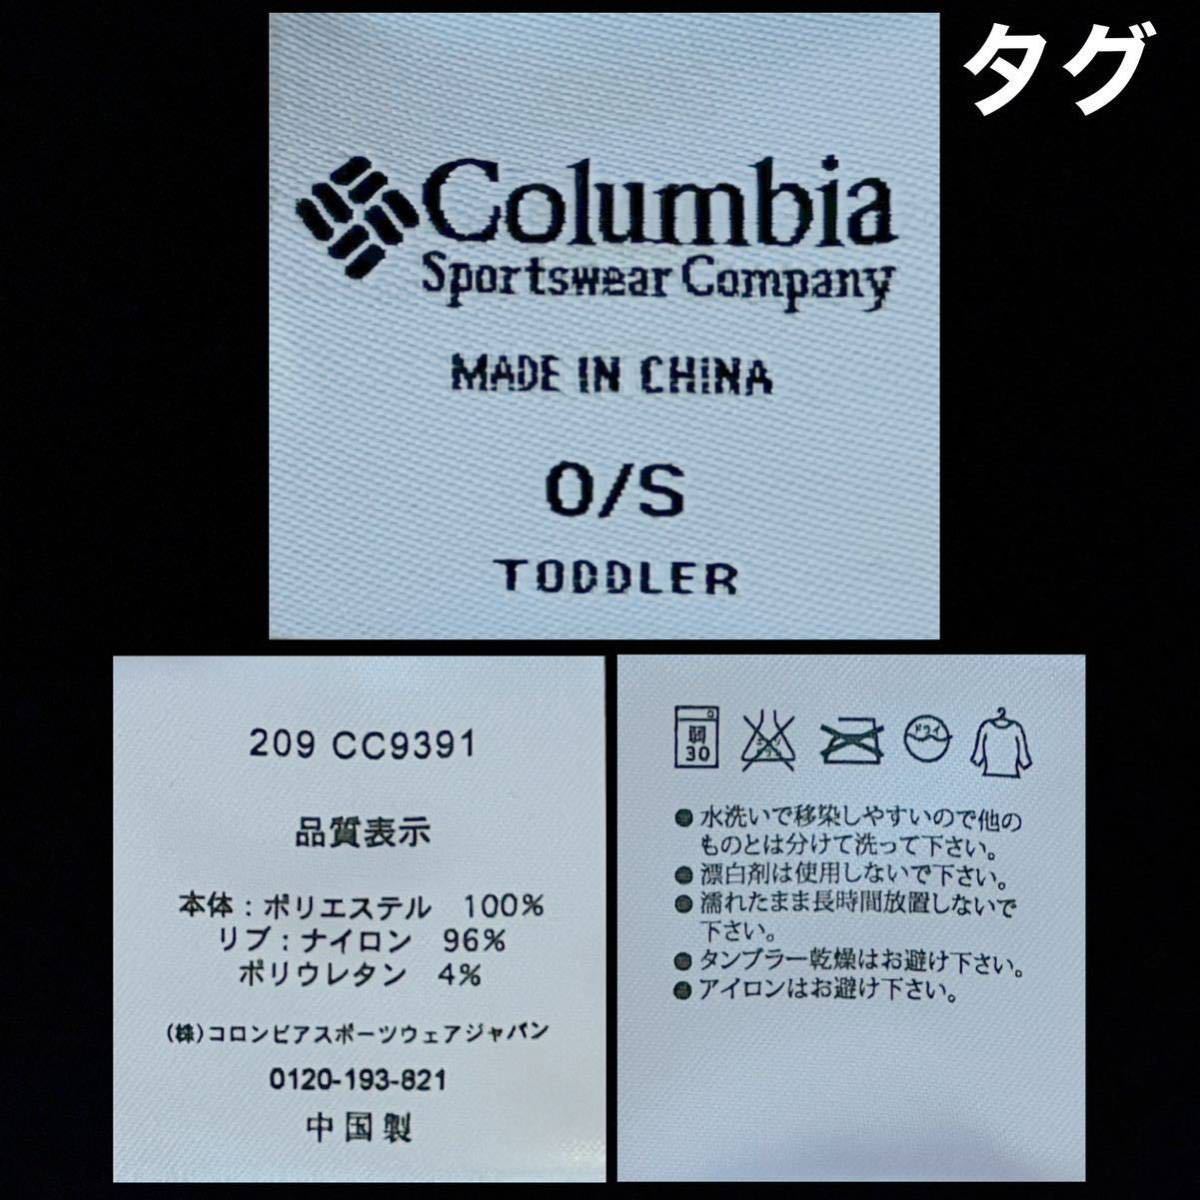 タグ
Columbia
Sportswear Company
MADE IN CHINA
O/S
TODDLER
209 CC9391
品質表示
本体：ポリエステル 100%
リブ：ナイロン 96%
ポリウレタン 4%
(株)コロンビアスポーツウェアジャパン
0120-193-821
中国製
弱
30
ドライ
●水洗いで移染しやすいので他の
ものとは分けて洗って下さい。
●漂白剤は使用しないで下さい。
●濡れたまま長時間放置しないで
下さい。
●タンブラー乾燥はお避け下さい。
●アイロンはお避け下さい。